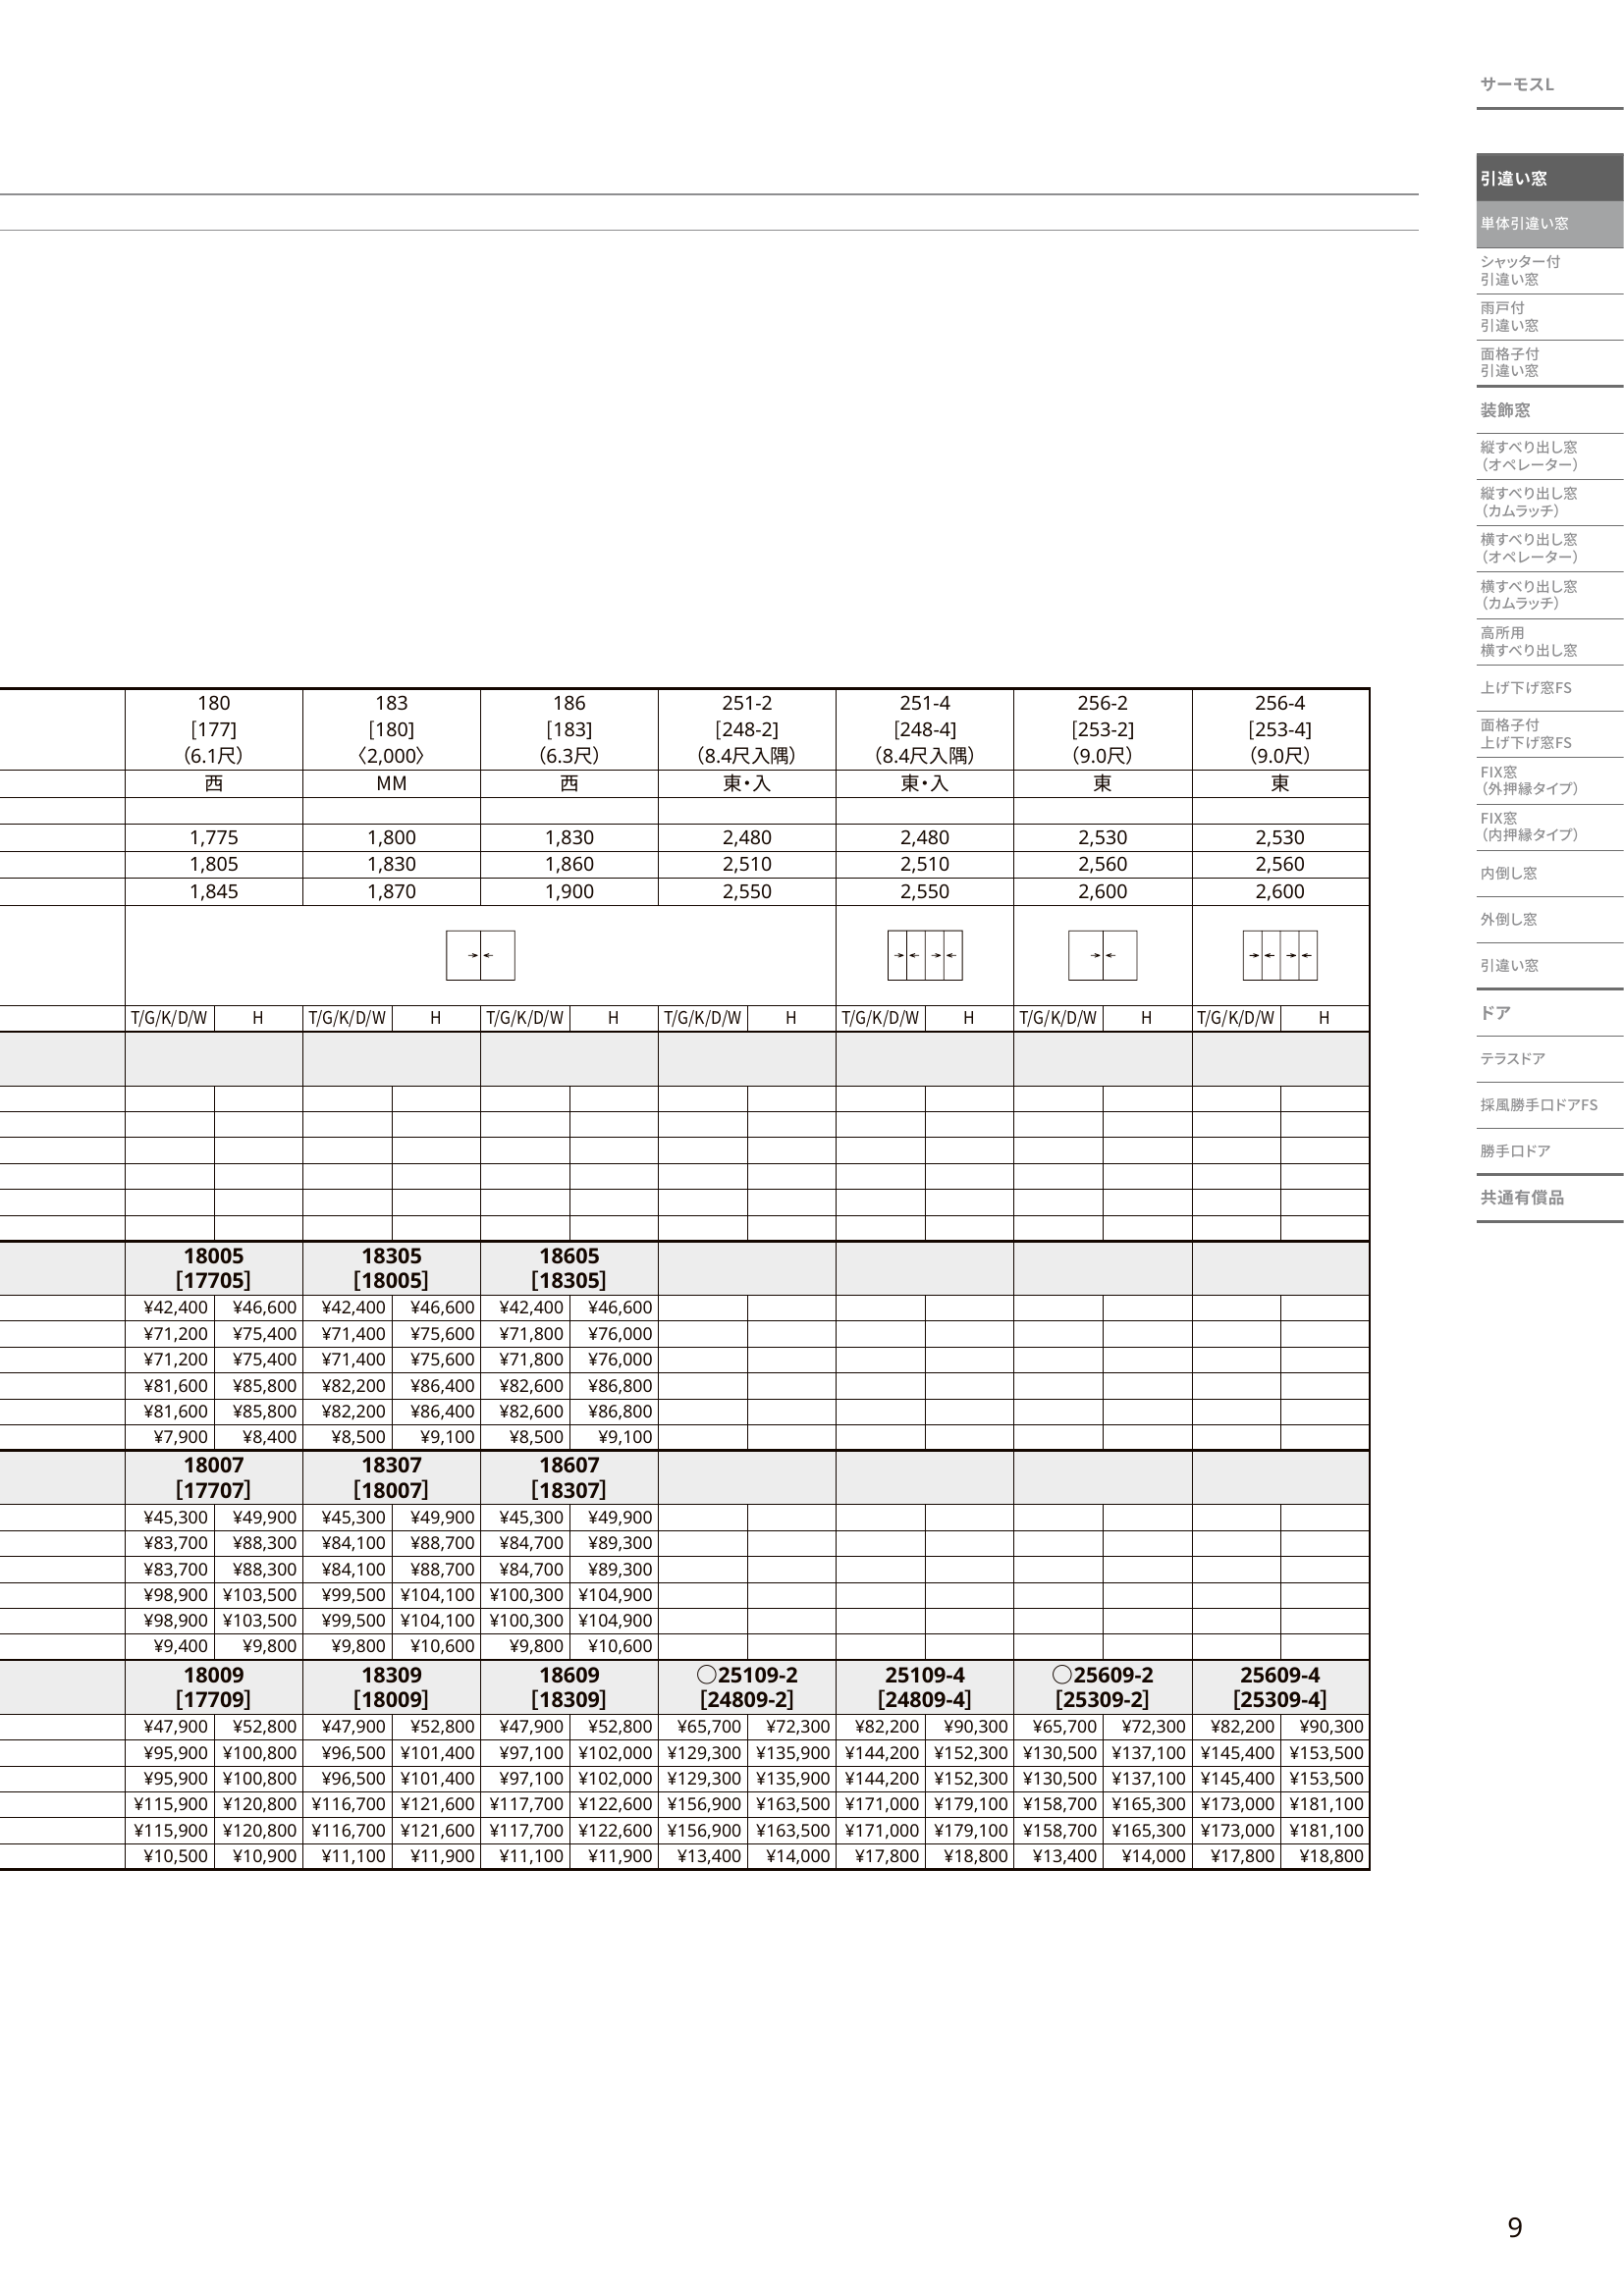 サーモスL
引違い窓
単体引違い窓
シャッター付
引違い窓
雨戸付
引違い窓
面格子付
引違い窓
装飾窓
縦すべり出し窓
（オペレーター）
縦すべり出し窓
（カムラッチ）
横すべり出し窓
（オペレーター）
横すべり出し窓
（カムラッチ）
高所用
横すべり出し窓
上げ下げ窓FS
面格子付
上げ下げ窓FS
FIX窓
（外押縁タイプ）
FIX窓
（内押縁タイプ）
内倒し窓
外倒し窓
引違い窓
ドア
テラスドア
採風勝手口ドアFS
勝手口ドア
共通有償品
180 183 186 251-2 251-4 256-2 256-4
[177] [180] [183] [248-2] [248-4] [253-2] [253-4]
（6.1尺） 〈2,000〉 （6.3尺） （8.4尺入隅） （8.4尺入隅） （9.0尺） （9.0尺）
西 MM 西 東・入 東・入 東 東
1,775 1,800 1,830 2,480 2,480 2,530 2,530
1,805 1,830 1,860 2,510 2,510 2,560 2,560
1,845 1,870 1,900 2,550 2,550 2,600 2,600
T/G/K/D/W H T/G/K/D/W H T/G/K/D/W H T/G/K/D/W H T/G/K/D/W H T/G/K/D/W H T/G/K/D/W H
18005 18305 18605
[17705] [18005] [18305]
¥42,400 ¥46,600 ¥42,400 ¥46,600 ¥42,400 ¥46,600
¥71,200 ¥75,400 ¥71,400 ¥75,600 ¥71,800 ¥76,000
¥71,200 ¥75,400 ¥71,400 ¥75,600 ¥71,800 ¥76,000
¥81,600 ¥85,800 ¥82,200 ¥86,400 ¥82,600 ¥86,800
¥81,600 ¥85,800 ¥82,200 ¥86,400 ¥82,600 ¥86,800
¥7,900 ¥8,400 ¥8,500 ¥9,100 ¥8,500 ¥9,100
18007 18307 18607
[17707] [18007] [18307]
¥45,300 ¥49,900 ¥45,300 ¥49,900 ¥45,300 ¥49,900
¥83,700 ¥88,300 ¥84,100 ¥88,700 ¥84,700 ¥89,300
¥83,700 ¥88,300 ¥84,100 ¥88,700 ¥84,700 ¥89,300
¥98,900 ¥103,500 ¥99,500 ¥104,100 ¥100,300 ¥104,900
¥98,900 ¥103,500 ¥99,500 ¥104,100 ¥100,300 ¥104,900
¥9,400 ¥9,800 ¥9,800 ¥10,600 ¥9,800 ¥10,600
18009 18309 18609 ○25109-2 25109-4 ○25609-2 25609-4
[17709] [18009] [18309] [24809-2] [24809-4] [25309-2] [25309-4]
¥47,900 ¥52,800 ¥47,900 ¥52,800 ¥47,900 ¥52,800 ¥65,700 ¥72,300 ¥82,200 ¥90,300 ¥65,700 ¥72,300 ¥82,200 ¥90,300
¥95,900 ¥100,800 ¥96,500 ¥101,400 ¥97,100 ¥102,000 ¥129,300 ¥135,900 ¥144,200 ¥152,300 ¥130,500 ¥137,100 ¥145,400 ¥153,500
¥95,900 ¥100,800 ¥96,500 ¥101,400 ¥97,100 ¥102,000 ¥129,300 ¥135,900 ¥144,200 ¥152,300 ¥130,500 ¥137,100 ¥145,400 ¥153,500
¥115,900 ¥120,800 ¥116,700 ¥121,600 ¥117,700 ¥122,600 ¥156,900 ¥163,500 ¥171,000 ¥179,100 ¥158,700 ¥165,300 ¥173,000 ¥181,100
¥115,900 ¥120,800 ¥116,700 ¥121,600 ¥117,700 ¥122,600 ¥156,900 ¥163,500 ¥171,000 ¥179,100 ¥158,700 ¥165,300 ¥173,000 ¥181,100
¥10,500 ¥10,900 ¥11,100 ¥11,900 ¥11,100 ¥11,900 ¥13,400 ¥14,000 ¥17,800 ¥18,800 ¥13,400 ¥14,000 ¥17,800 ¥18,800
9